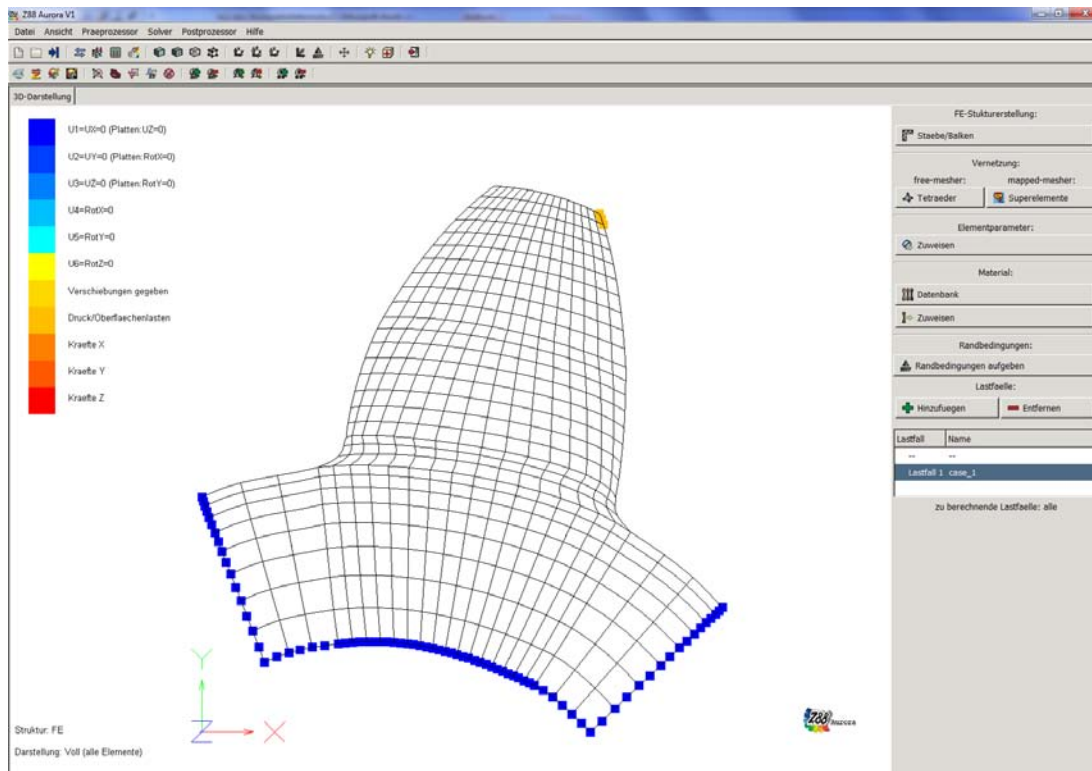 Z88 Aurora V1
Datei Ansicht Praeprozessor Solver Postprozessor Hilfe
3D-Darstellung
U1=UX=0 (Platten:UZ=0)
U2=UY=0 (Platten:RotX=0)
U3=UZ=0 (Platten:RotY=0)
U4=RotX=0
U5=RotY=0
U6=RotZ=0
Verschiebungen gegeben
Druck/Oberflaechenlasten
Kraefte X
Kraefte Y
Kraefte Z
Y
Z
X
Struktur: FE
Darstellung: Voll (alle Elemente)
Z88 AURORA
FE-Strukturerstellung:
Staebe/Balken
Vernetzung:
free-mesher: mapped-mesher:
Tetraeder Superelemente
Elementparameter:
Zuweisen
Material:
Datenbank
Zuweisen
Randbedingungen:
Randbedingungen aufgeben
Lastfaelle:
Hinzufuegen Entfernen
Lastfall Name
-- --
Lastfall 1 case_1
zu berechnende Lastfaelle: alle